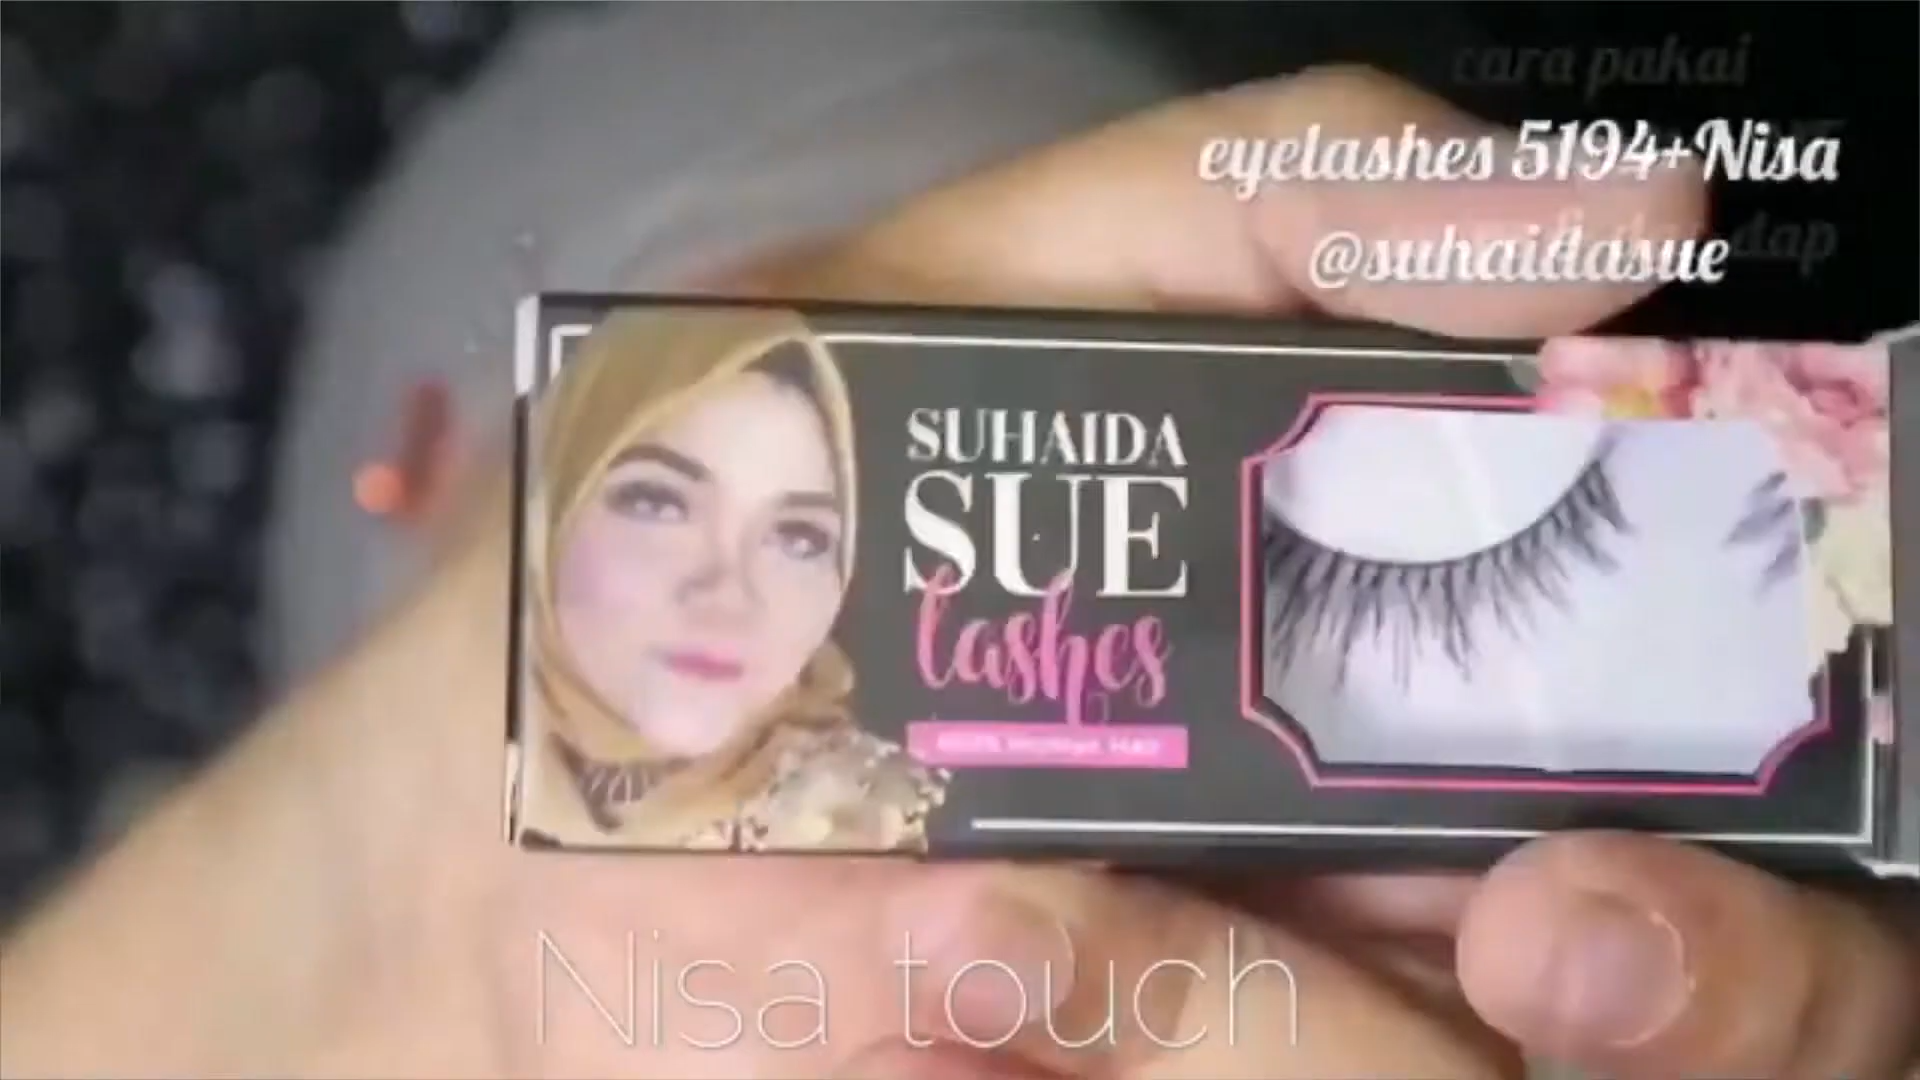 cara pakai
eyelashes 5194+Nisa
@suhaidasue
SUHAIDA
SUE
lashes
Nisa touch